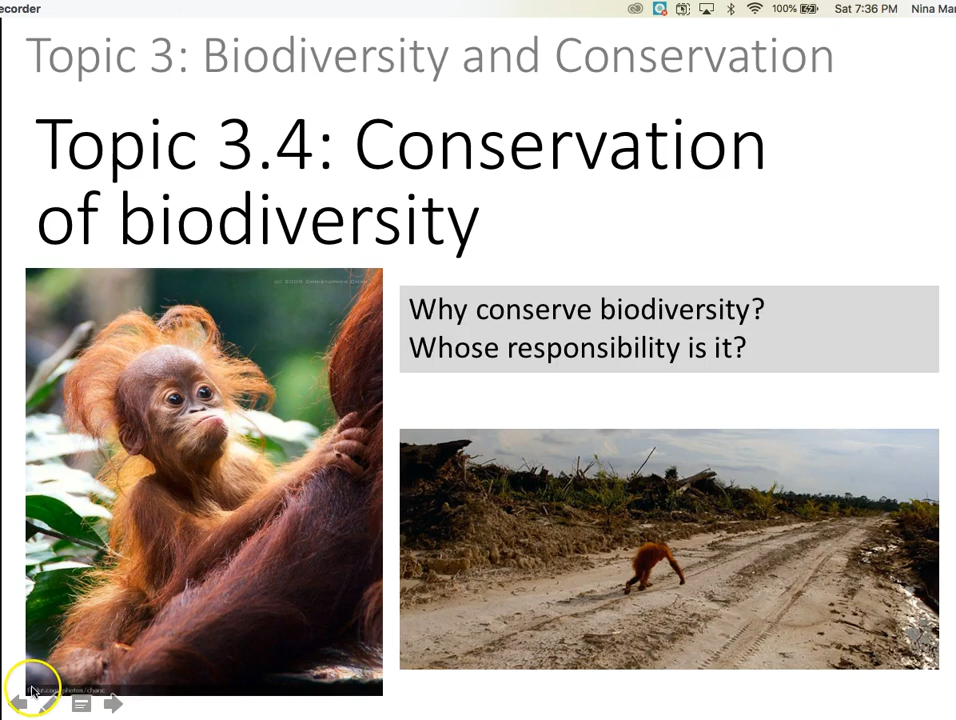 ecorder
100%
Sat 7:36 PM
Nina Mar
Topic 3: Biodiversity and Conservation
Topic 3.4: Conservation
of biodiversity
Why conserve biodiversity?
Whose responsibility is it?